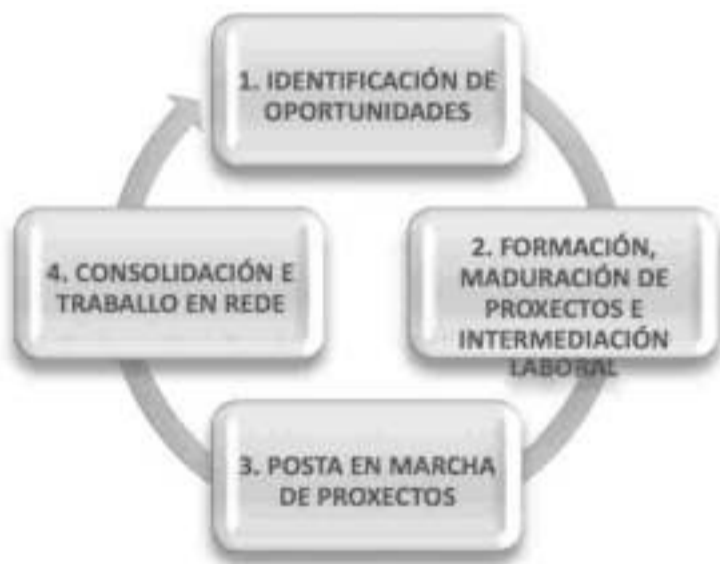 1. IDENTIFICACIÓN DE
OPORTUNIDADES
2. FORMACIÓN,
MADURACIÓN DE
PROXECTOS E
INTERMEDIACIÓN
LABORAL
3. POSTA EN MARCHA
DE PROXECTOS
4. CONSOLIDACIÓN E
TRABALLO EN REDE